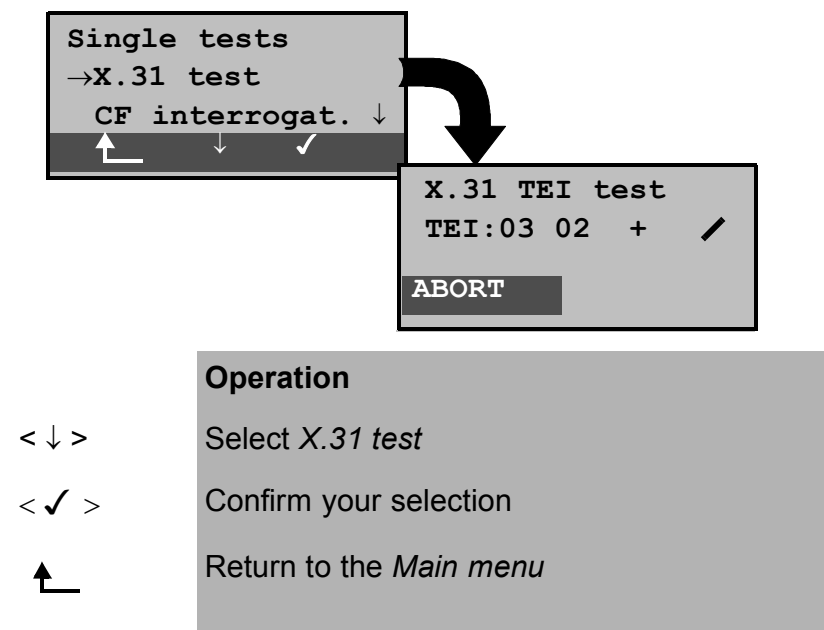 Single tests
→X.31 test
CF interrogat. ↓
↓ ✓
X.31 TEI test
TEI:03 02 +
ABORT
Operation
< ↓ > Select X.31 test
< ✓ > Confirm your selection
Return to the Main menu